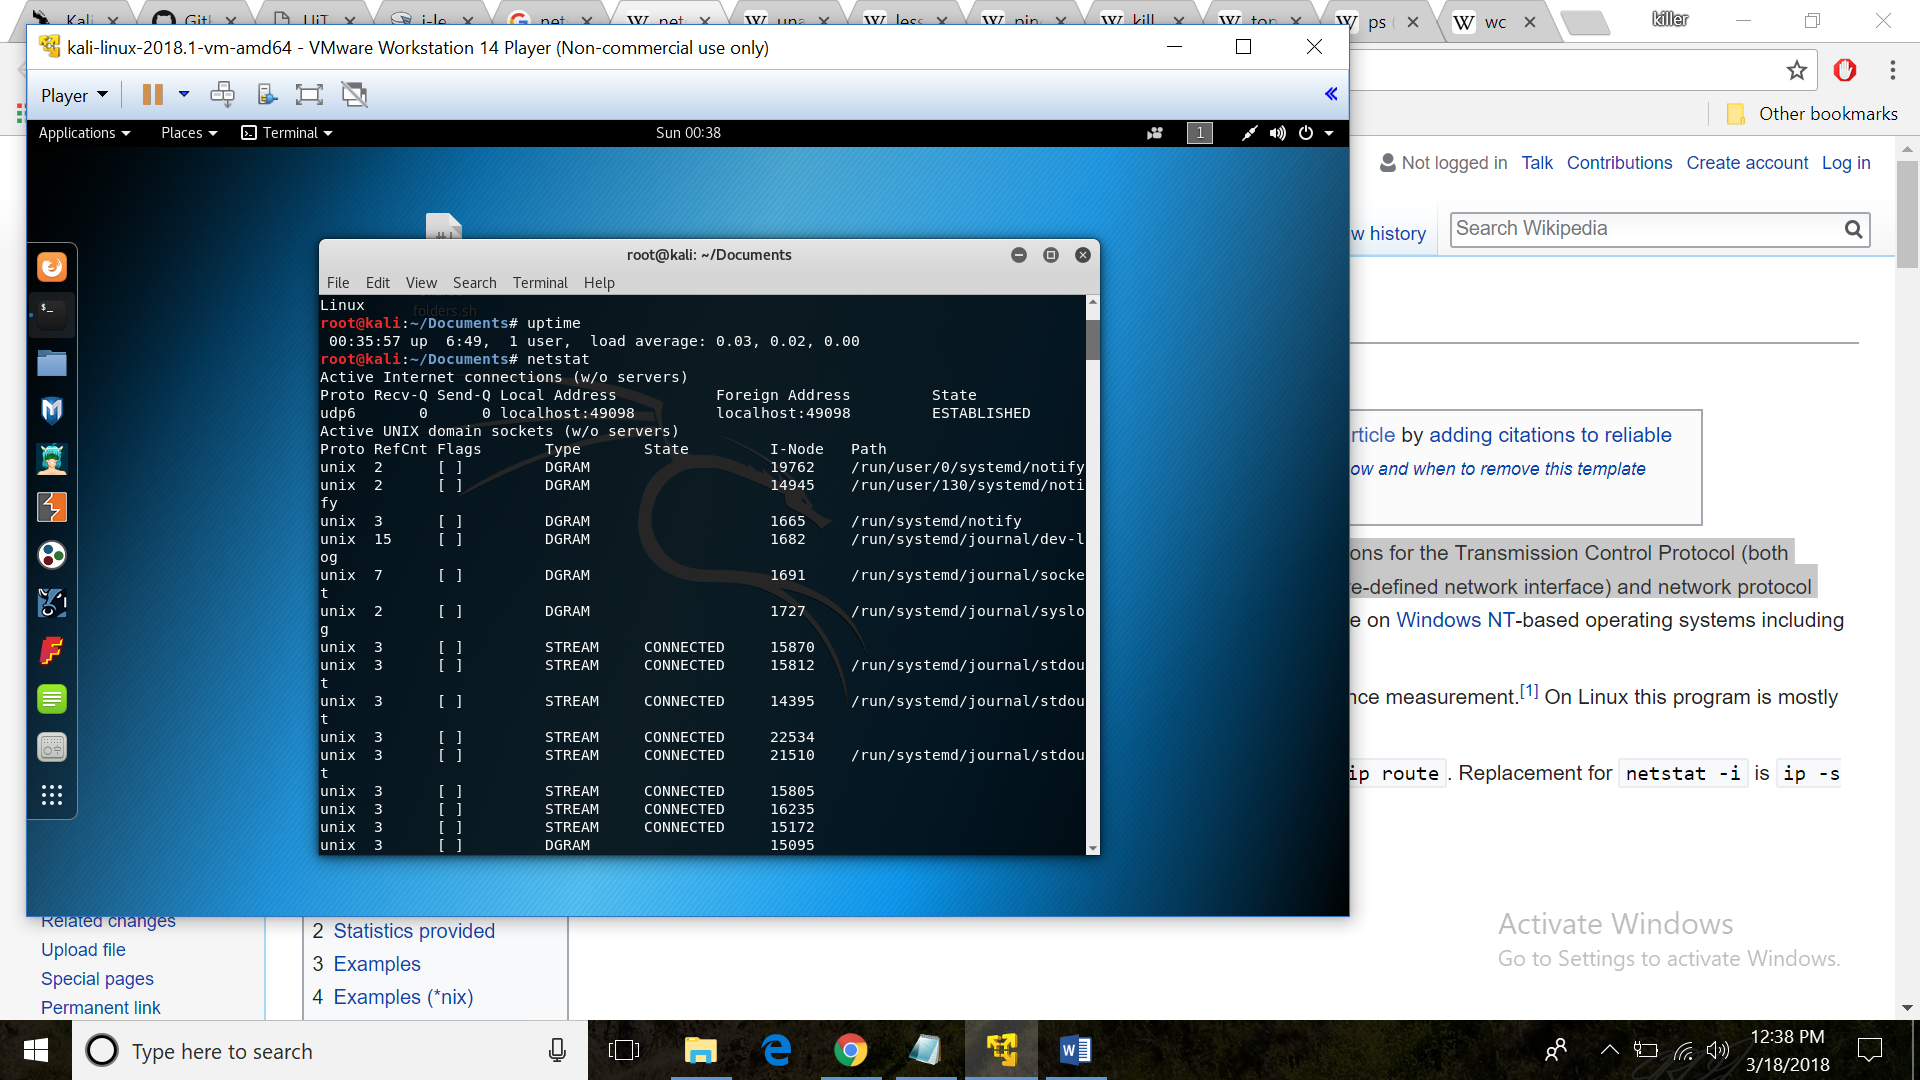 Kali
Git
UiT
i-le
net
net
una
less
pin
kill
top
ps (
wc
killer
kali-linux-2018.1-vm-amd64 - VMware Workstation 14 Player (Non-commercial use only)
Player
Other bookmarks
Applications Places Terminal Sun 00:38 1
Not logged in Talk Contributions Create account Log in
w history Search Wikipedia
root@kali: ~/Documents
File Edit View Search Terminal Help
folders.sh
Linux
root@kali:~/Documents# uptime
00:35:57 up 6:49, 1 user, load average: 0.03, 0.02, 0.00
root@kali:~/Documents# netstat
Active Internet connections (w/o servers)
Proto Recv-Q Send-Q Local Address Foreign Address State
udp6 0 0 localhost:49098 localhost:49098 ESTABLISHED
Active UNIX domain sockets (w/o servers)
Proto RefCnt Flags Type State I-Node Path
unix 2 [ ] DGRAM 19762 /run/user/0/systemd/notify
unix 2 [ ] DGRAM 14945 /run/user/130/systemd/noti
fy
unix 3 [ ] DGRAM 1665 /run/systemd/notify
unix 15 [ ] DGRAM 1682 /run/systemd/journal/dev-l
og
unix 7 [ ] DGRAM 1691 /run/systemd/journal/socke
t
unix 2 [ ] DGRAM 1727 /run/systemd/journal/syslo
g
unix 3 [ ] STREAM CONNECTED 15870
unix 3 [ ] STREAM CONNECTED 15812 /run/systemd/journal/stdou
t
unix 3 [ ] STREAM CONNECTED 14395 /run/systemd/journal/stdou
t
unix 3 [ ] STREAM CONNECTED 22534
unix 3 [ ] STREAM CONNECTED 21510 /run/systemd/journal/stdou
t
unix 3 [ ] STREAM CONNECTED 15805
unix 3 [ ] STREAM CONNECTED 16235
unix 3 [ ] STREAM CONNECTED 15172
unix 3 [ ] DGRAM 15095
rticle by adding citations to reliable
ow and when to remove this template
ons for the Transmission Control Protocol (both
e-defined network interface) and network protocol
e on Windows NT-based operating systems including
nce measurement.[1] On Linux this program is mostly
ip route . Replacement for netstat -i is ip -s
Related changes
Upload file
Special pages
Permanent link
2 Statistics provided
3 Examples
4 Examples (*nix)
Activate Windows
Go to Settings to activate Windows.
Type here to search
12:38 PM
3/18/2018